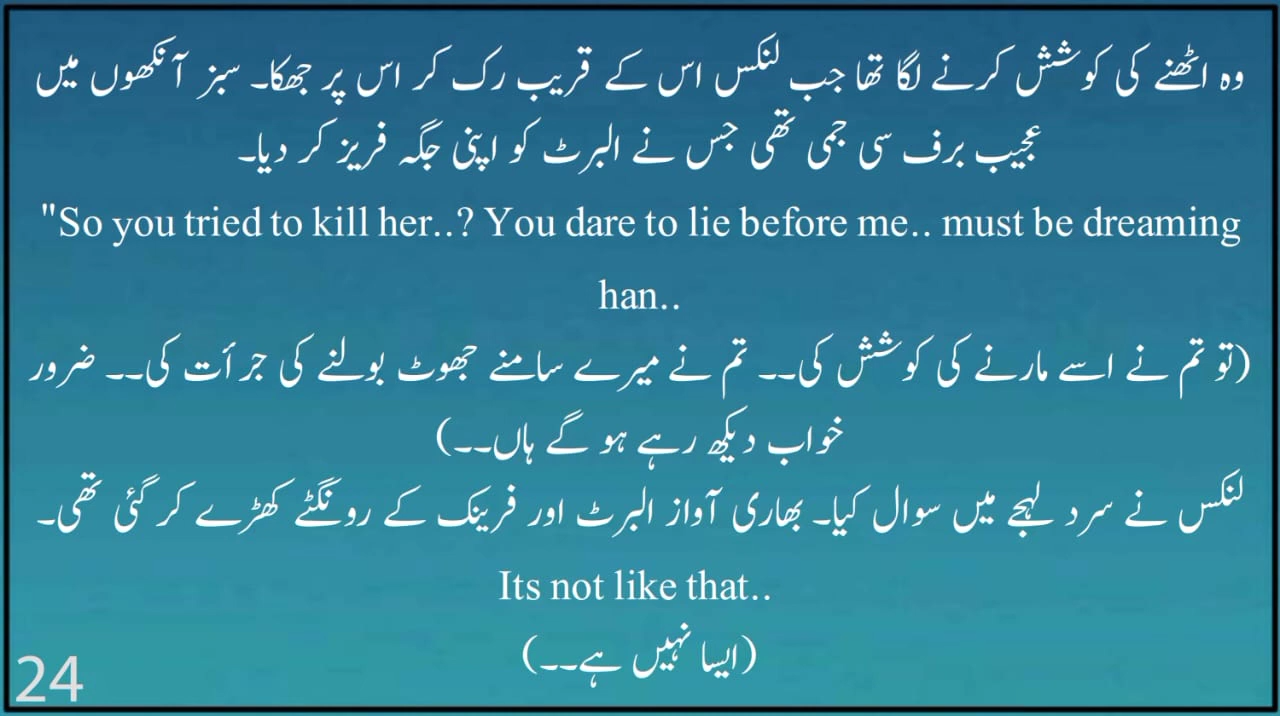 وہ اٹھنے کی کوشش کرنے لگا تھا جب لنکس اس کے قریب رک کر اس پر جھکا۔ سبز آنکھوں میں
عجیب برف سی جمی تھی جس نے البرٹ کو اپنی جگہ فریز کر دیا۔
"So you tried to kill her..? You dare to lie before me.. must be dreaming
han..
(تو تم نے اسے مارنے کی کوشش کی۔۔ تم نے میرے سامنے جھوٹ بولنے کی جرأت کی۔۔ ضرور
خواب دیکھ رہے ہو گے ہاں۔۔)
لنکس نے سرد لہجے میں سوال کیا۔ بھاری آواز البرٹ اور فرینک کے رونگٹے کھڑے کر گئی تھی۔
Its not like that..
(ایسا نہیں ہے۔۔)
24